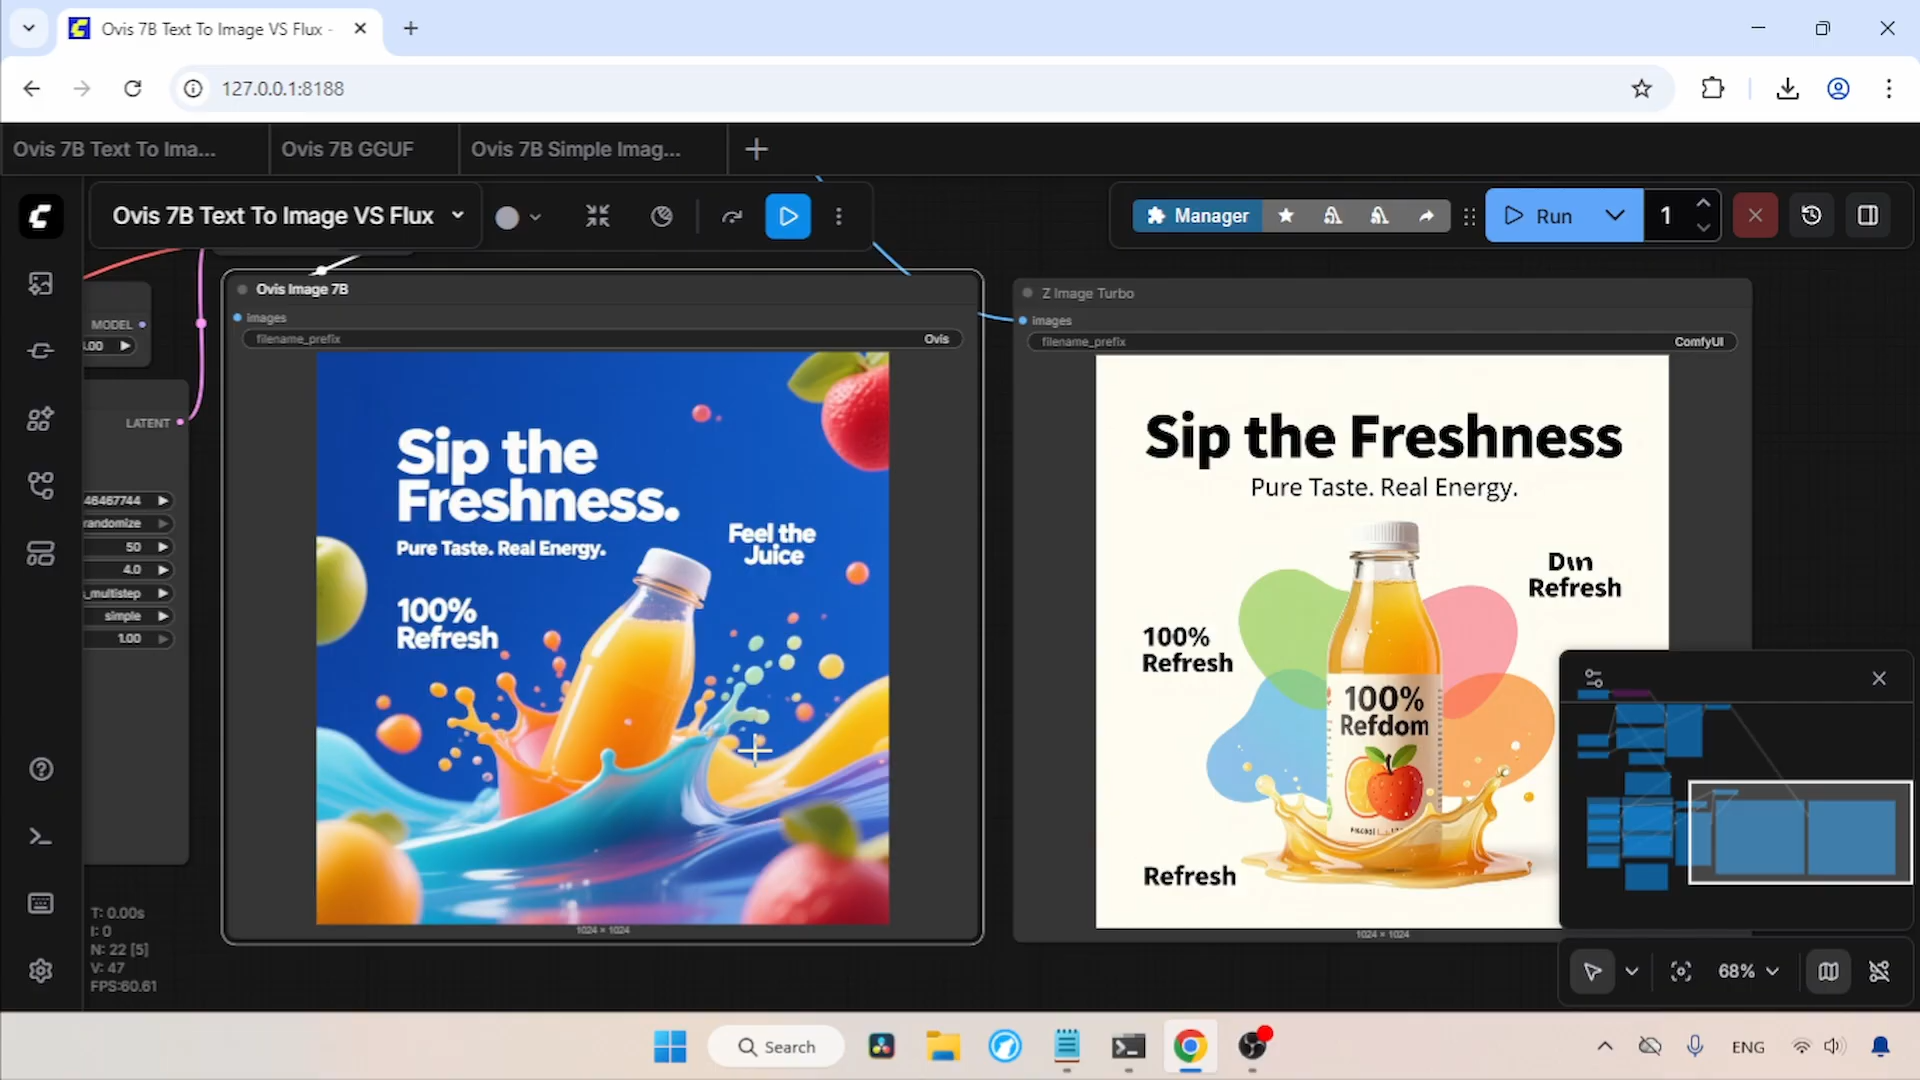 Ovis 7B Text To Image VS Flux -
127.0.0.1:8188
Ovis 7B Text To Ima...
Ovis 7B GGUF
Ovis 7B Simple Imag...
Ovis 7B Text To Image VS Flux
Manager
Run
1
MODEL
.00
LATENT
46467744
randomize
50
4.0
s_multistep
simple
1.00
Ovis Image 7B
images
filename_prefix
Ovis
Sip the
Freshness.
Pure Taste. Real Energy.
Feel the
Juice
100%
Refresh
1024 × 1024
Z Image Turbo
images
filename_prefix
ComfyUI
Sip the Freshness
Pure Taste. Real Energy.
Refresh
100%
Refresh
100%
Refdom
Refresh
1024 × 1024
T: 0.00s
I: 0
N: 22 [5]
V: 47
FPS:60.61
68%
Search
ENG